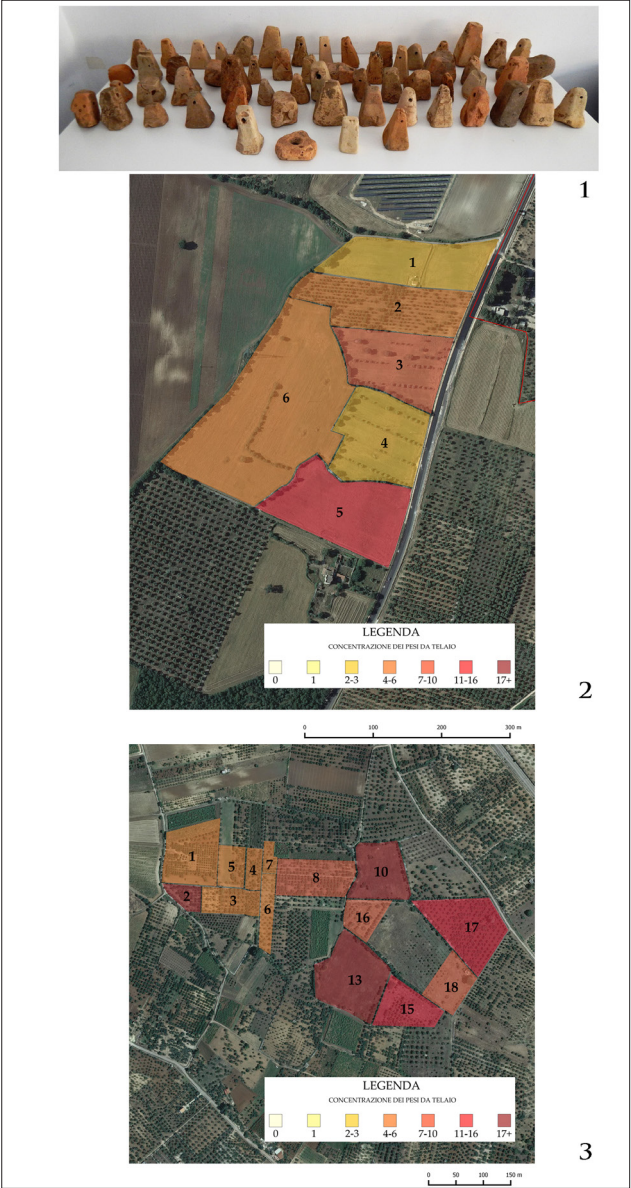 1
1
2
3
6
4
5
LEGENDA
CONCENTRAZIONE DEI PESI DA TELAIO
0 1 2-3 4-6 7-10 11-16 17+
2
0 100 200 300 m
1
5
4
7
2
3
6
8
10
16
17
13
18
15
LEGENDA
CONCENTRAZIONE DEI PESI DA TELAIO
0 1 2-3 4-6 7-10 11-16 17+
3
0 50 100 150 m